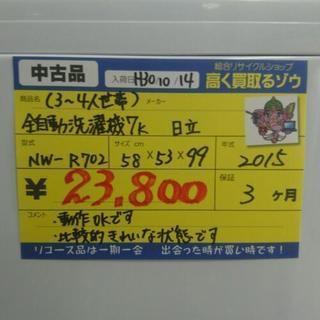 中古品
入荷日 H30/10/14
総合リサイクルショップ
高く買取るゾウ
商品名 メーカー
(3~4人世帯)
全自動洗濯機7k 日立
型式 サイズ cm 年式
NW-R702 58×53×99 2015
¥23,800
保証
3ヶ月
コメント
・動作OKです
・比較的きれいな状態です
リユース品は一期一会 出会った時が買い時です!